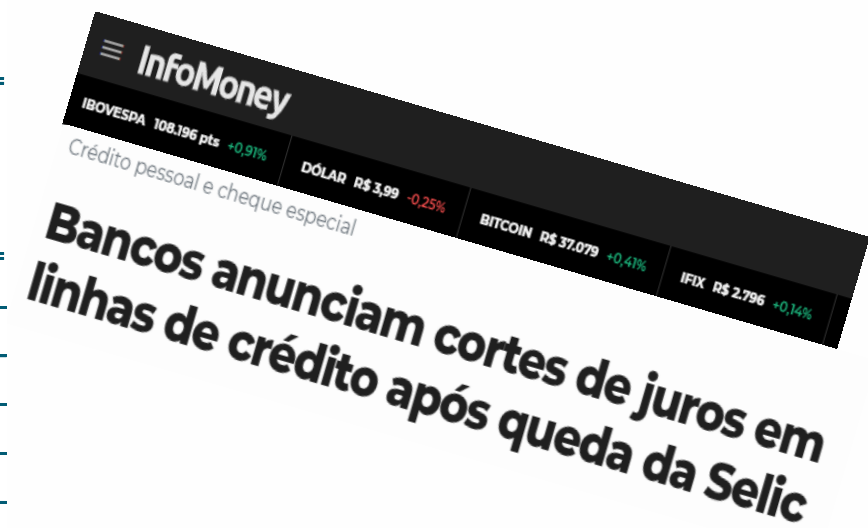 InfoMoney
IBOVESPA 108.196 pts +0,91% DÓLAR R$ 3,99 -0,25% BITCOIN R$ 37.079 +0,41% IFIX R$ 2.796 +0,14%
Crédito pessoal e cheque especial
Bancos anunciam cortes de juros em
linhas de crédito após queda da Selic